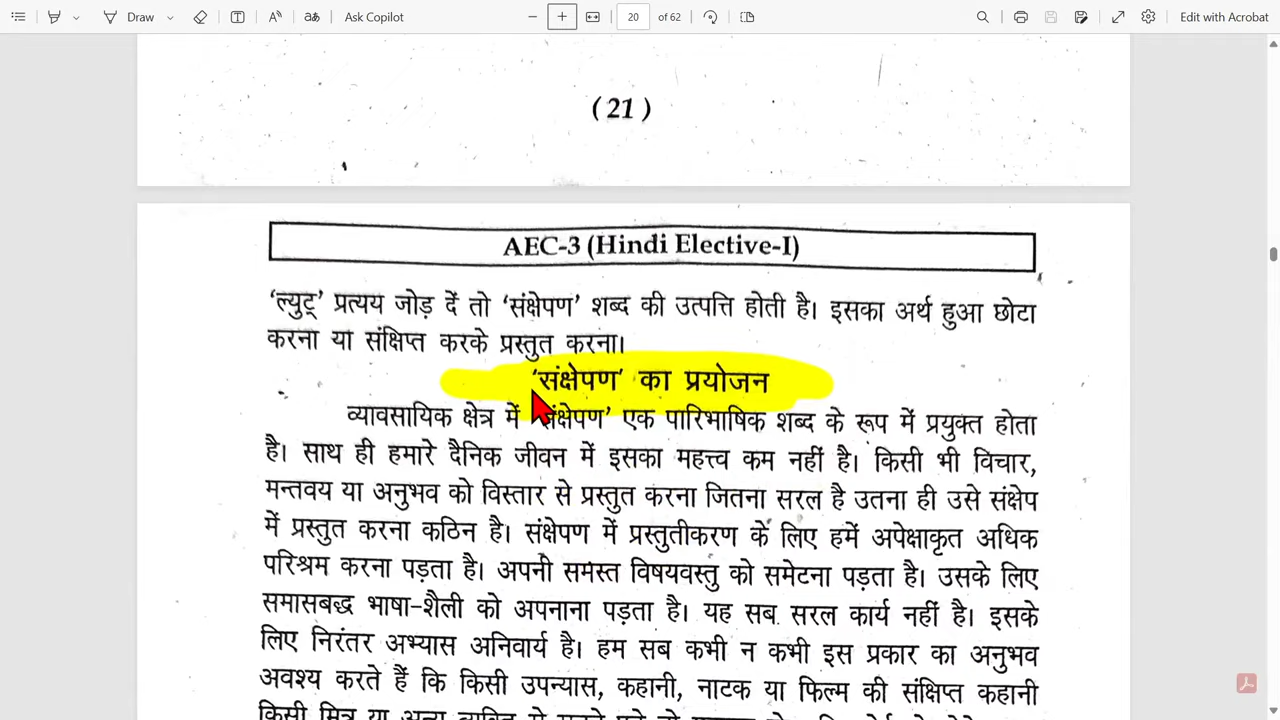 Draw
Ask Copilot
20 of 62
Edit with Acrobat
(21)
AEC-3 (Hindi Elective-I)
'ल्युट्' प्रत्यय जोड़ दें तो 'संक्षेपण' शब्द की उत्पत्ति होती है। इसका अर्थ हुआ छोटा
करना या संक्षिप्त करके प्रस्तुत करना।
'संक्षेपण' का प्रयोजन
व्यावसायिक क्षेत्र में 'संक्षेपण' एक पारिभाषिक शब्द के रूप में प्रयुक्त होता
है। साथ ही हमारे दैनिक जीवन में इसका महत्त्व कम नहीं है। किसी भी विचार,
मन्तवय या अनुभव को विस्तार से प्रस्तुत करना जितना सरल है उतना ही उसे संक्षेप
में प्रस्तुत करना कठिन है। संक्षेपण में प्रस्तुतीकरण के लिए हमें अपेक्षाकृत अधिक
परिश्रम करना पड़ता है। अपनी समस्त विषयवस्तु को समेटना पड़ता है। उसके लिए
समासबद्ध भाषा-शैली को अपनाना पड़ता है। यह सब सरल कार्य नहीं है। इसके
लिए निरंतर अभ्यास अनिवार्य है। हम सब कभी न कभी इस प्रकार का अनुभव
अवश्य करते हैं कि किसी उपन्यास, कहानी, नाटक या फिल्म की संक्षिप्त कहानी
किसी मित्र या अन्य व्यक्ति से